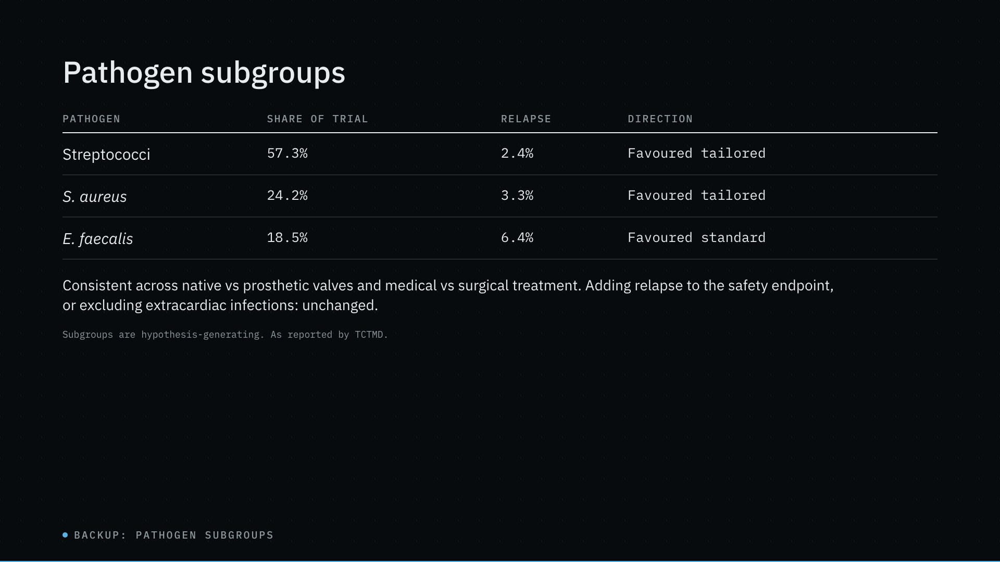 Pathogen subgroups
PATHOGEN SHARE OF TRIAL RELAPSE DIRECTION
Streptococci 57.3% 2.4% Favoured tailored
S. aureus 24.2% 3.3% Favoured tailored
E. faecalis 18.5% 6.4% Favoured standard
Consistent across native vs prosthetic valves and medical vs surgical treatment. Adding relapse to the safety endpoint,
or excluding extracardiac infections: unchanged.
Subgroups are hypothesis-generating. As reported by TCTMD.
BACKUP: PATHOGEN SUBGROUPS